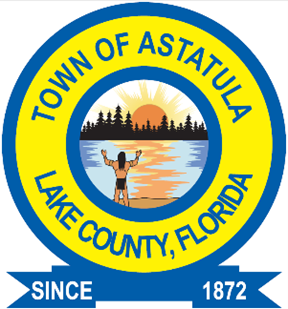 TOWN OF ASTATULA
LAKE COUNTY, FLORIDA
SINCE 1872